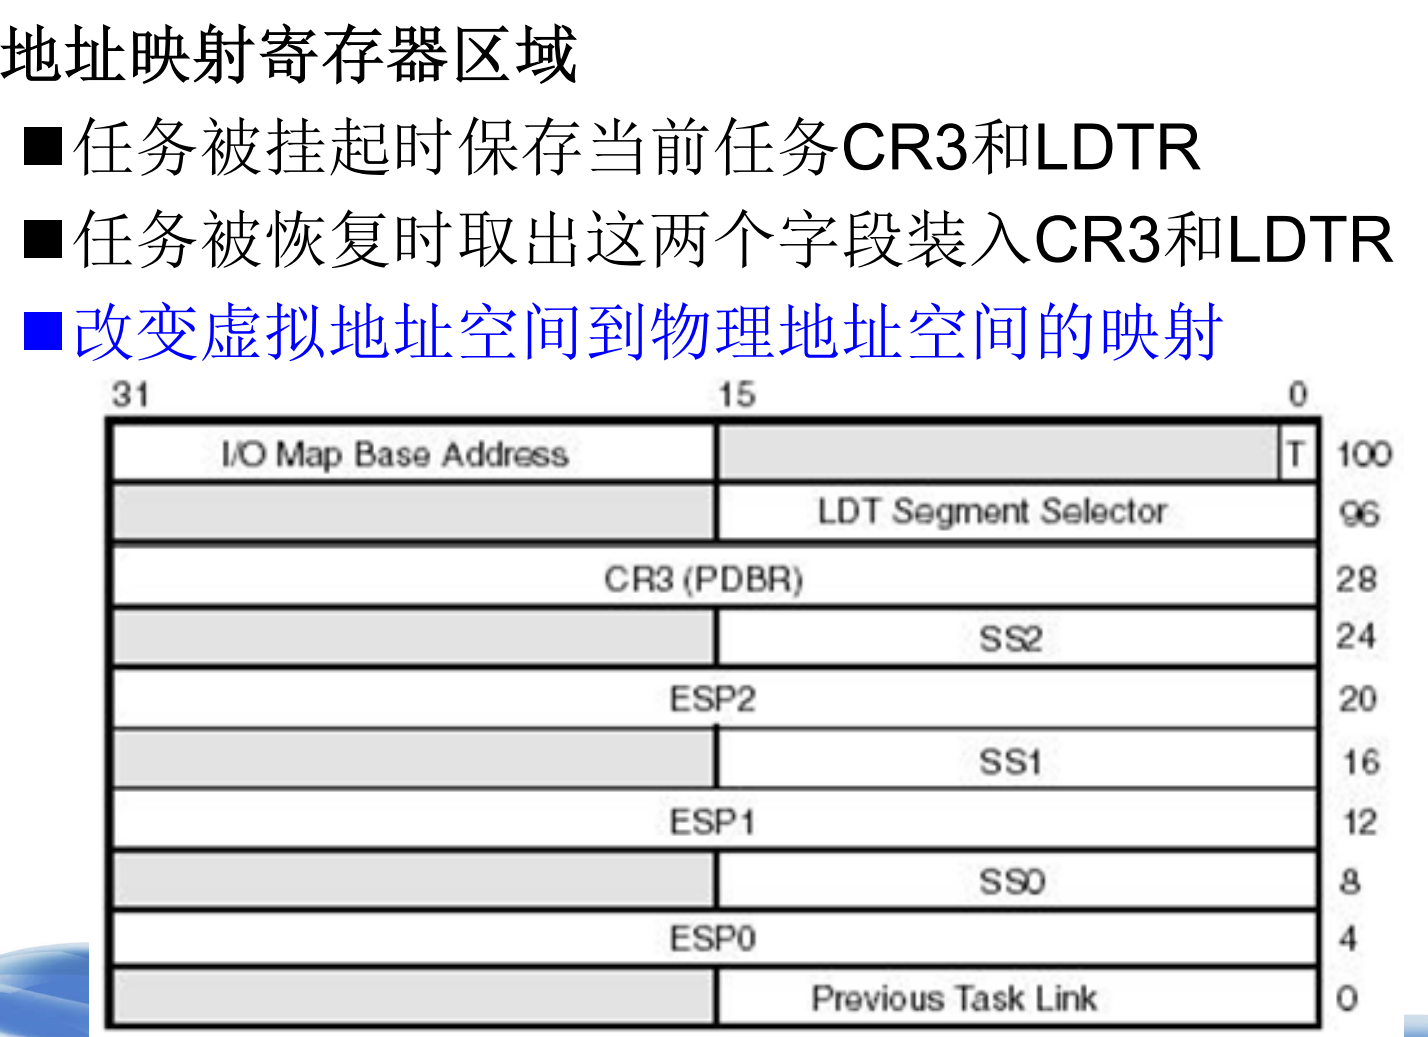 地址映射寄存器区域
■任务被挂起时保存当前任务CR3和LDTR
■任务被恢复时取出这两个字段装入CR3和LDTR
■改变虚拟地址空间到物理地址空间的映射
31 15 0
I/O Map Base Address T 100
LDT Segment Selector 96
CR3 (PDBR) 28
SS2 24
ESP2 20
SS1 16
ESP1 12
SS0 8
ESP0 4
Previous Task Link 0